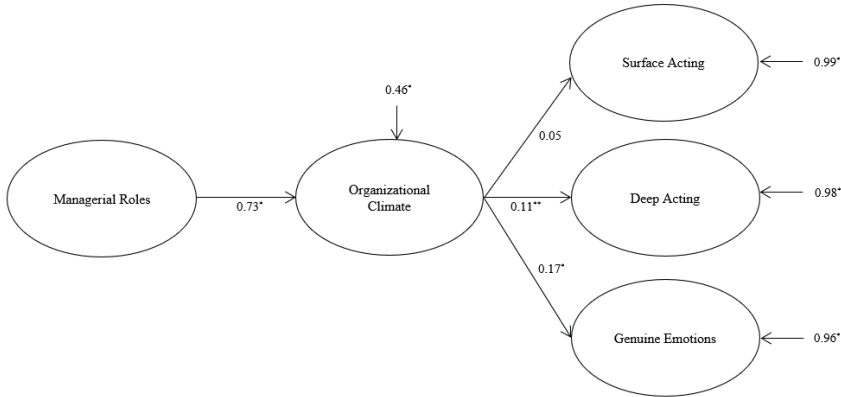 Surface Acting
0.99*
0.46*
0.05
Managerial Roles
0.73*
Organizational
Climate
0.11**
Deep Acting
0.98*
0.17*
Genuine Emotions
0.96*